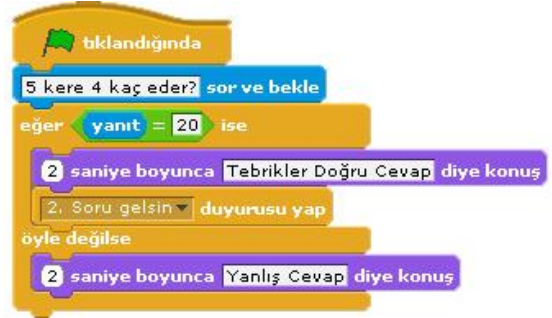 tıklandığında
5 kere 4 kaç eder? sor ve bekle
eğer yanıt = 20 ise
2 saniye boyunca Tebrikler Doğru Cevap diye konuş
2. Soru gelsin duyurusu yap
öyle değilse
2 saniye boyunca Yanlış Cevap diye konuş